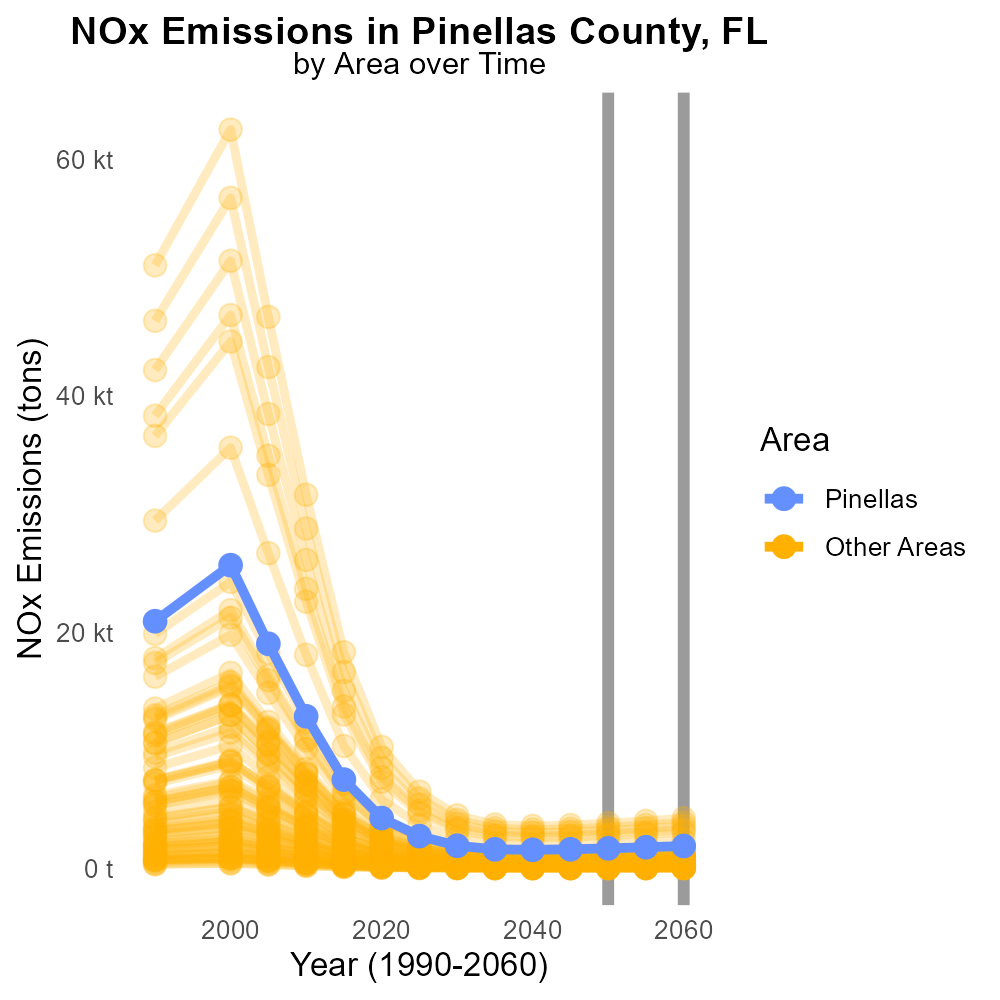 NOx Emissions in Pinellas County, FL
by Area over Time
NOx Emissions (tons)
60 kt
40 kt
20 kt
0 t
2000 2020 2040 2060
Year (1990-2060)
Area
Pinellas
Other Areas